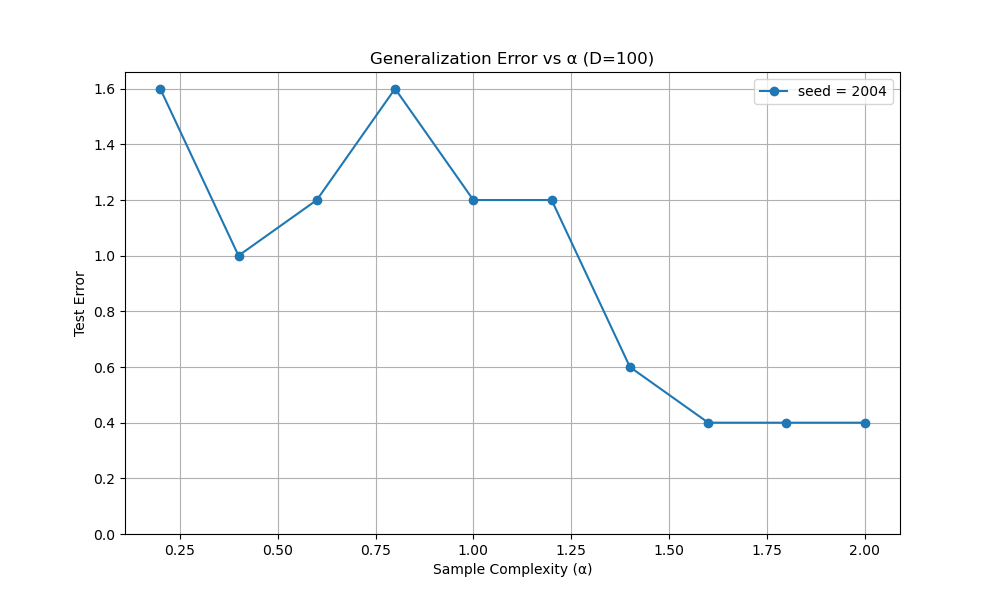 Generalization Error vs α (D=100)
seed = 2004
Test Error
1.6
1.4
1.2
1.0
0.8
0.6
0.4
0.2
0.0
0.25 0.50 0.75 1.00 1.25 1.50 1.75 2.00
Sample Complexity (α)